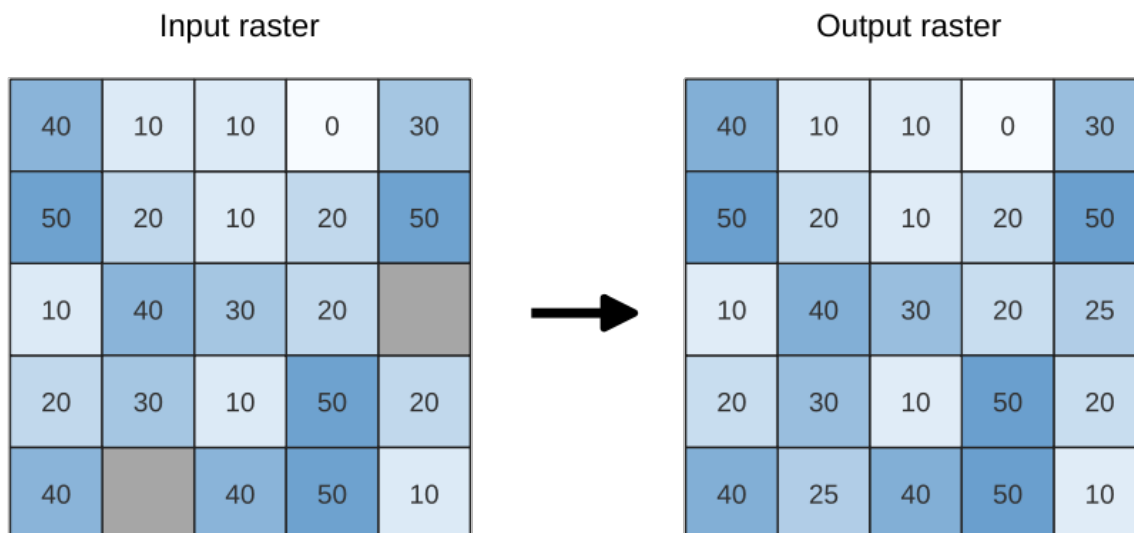 Input raster Output raster
40 10 10 0 30 40 10 10 0 30
50 20 10 20 50 50 20 10 20 50
10 40 30 20 10 40 30 20 25
20 30 10 50 20 20 30 10 50 20
40 40 50 10 40 25 40 50 10